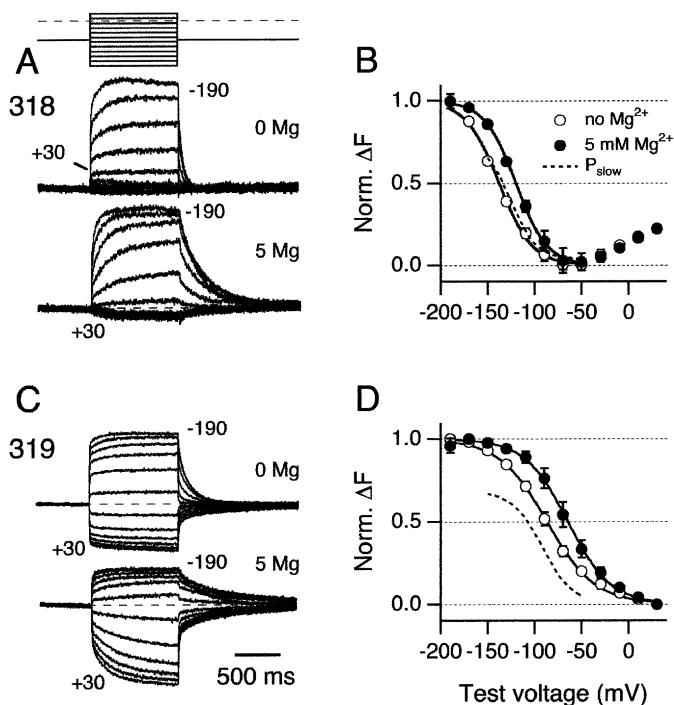 A
318
-190
0 Mg
+30
-190
5 Mg
+30
B
1.0
0.5
0.0
Norm. ΔF
no Mg²⁺
5 mM Mg²⁺
P_slow
-200 -150 -100 -50 0
C
319
-190
0 Mg
+30
-190
5 Mg
+30
500 ms
D
1.0
0.5
0.0
Norm. ΔF
-200 -150 -100 -50 0
Test voltage (mV)